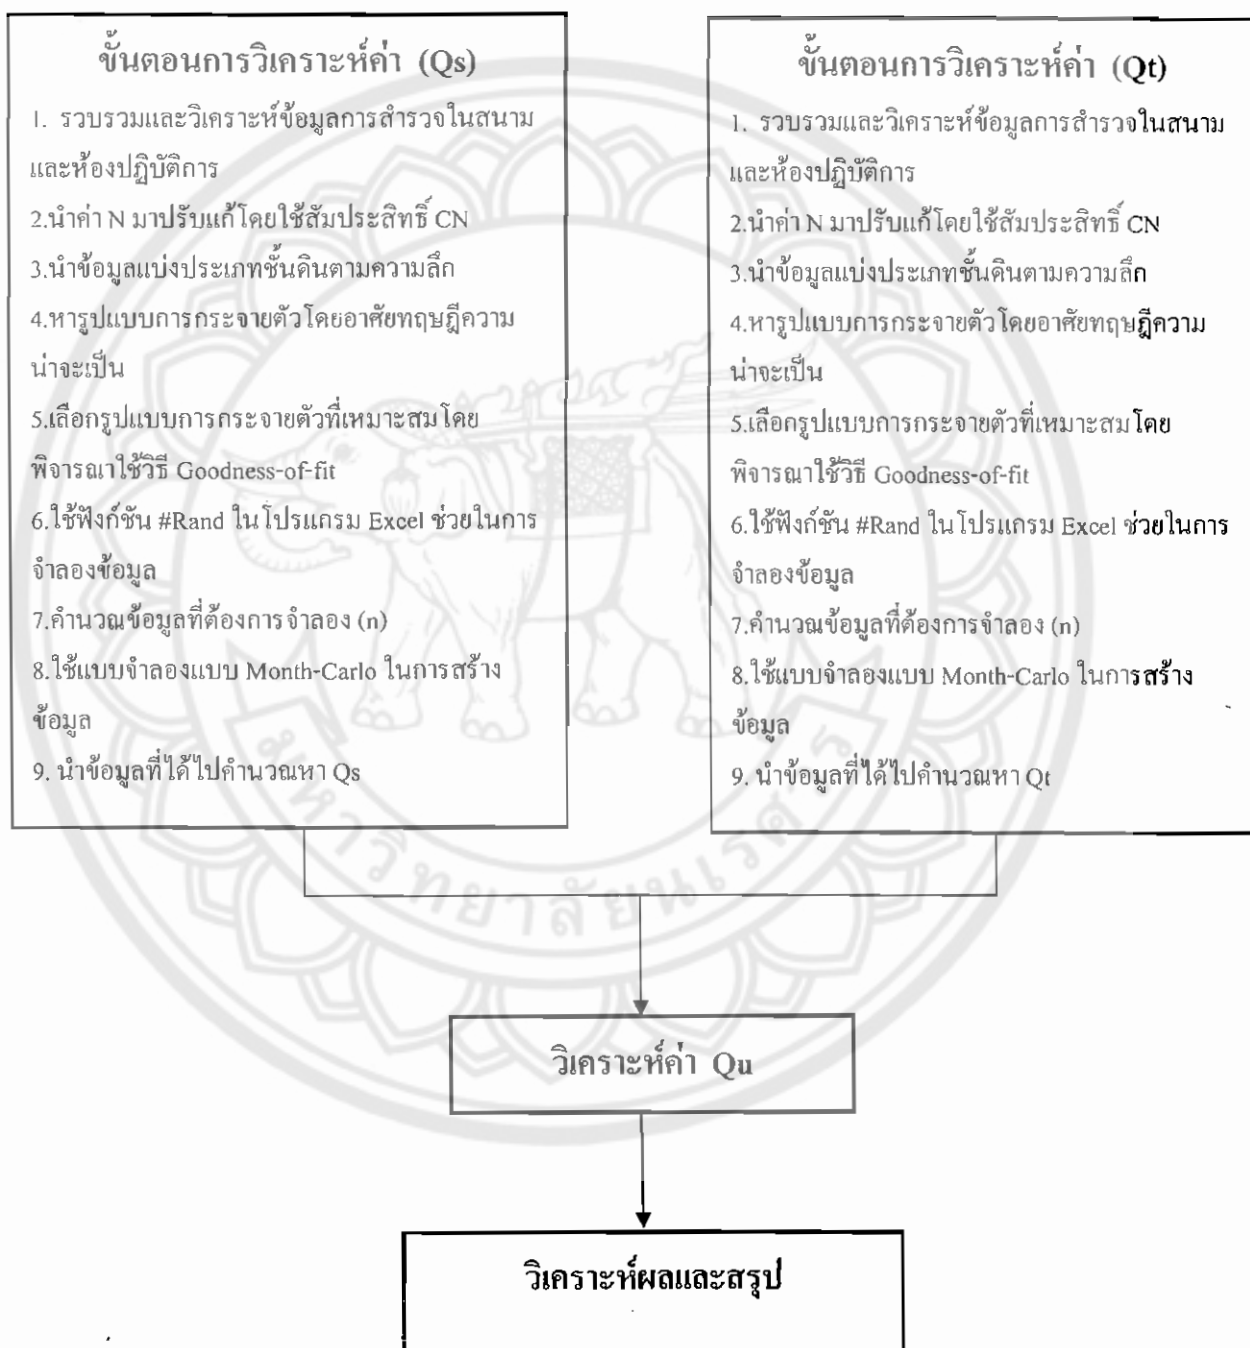 ขั้นตอนการวิเคราะห์ค่า (Qs)
1. รวบรวมและวิเคราะห์ข้อมูลการสำรวจในสนาม
และห้องปฏิบัติการ
2.นำค่า N มาปรับแก้โดยใช้สัมประสิทธิ์ CN
3.นำข้อมูลแบ่งประเภทชั้นดินตามความลึก
4.หารูปแบบการกระจายตัวโดยอาศัยทฤษฎีความ
น่าจะเป็น
5.เลือกรูปแบบการกระจายตัวที่เหมาะสมโดย
พิจารณาใช้วิธี Goodness-of-fit
6.ใช้ฟังก์ชัน #Rand ในโปรแกรม Excel ช่วยในการ
จำลองข้อมูล
7.คำนวณข้อมูลที่ต้องการจำลอง (n)
8.ใช้แบบจำลองแบบ Month-Carlo ในการสร้าง
ข้อมูล
9. นำข้อมูลที่ได้ไปคำนวณหา Qs
ขั้นตอนการวิเคราะห์ค่า (Qt)
1. รวบรวมและวิเคราะห์ข้อมูลการสำรวจในสนาม
และห้องปฏิบัติการ
2.นำค่า N มาปรับแก้โดยใช้สัมประสิทธิ์ CN
3.นำข้อมูลแบ่งประเภทชั้นดินตามความลึก
4.หารูปแบบการกระจายตัวโดยอาศัยทฤษฎีความ
น่าจะเป็น
5.เลือกรูปแบบการกระจายตัวที่เหมาะสมโดย
พิจารณาใช้วิธี Goodness-of-fit
6.ใช้ฟังก์ชัน #Rand ในโปรแกรม Excel ช่วยในการ
จำลองข้อมูล
7.คำนวณข้อมูลที่ต้องการจำลอง (n)
8.ใช้แบบจำลองแบบ Month-Carlo ในการสร้าง
ข้อมูล
9. นำข้อมูลที่ได้ไปคำนวณหา Qt
มหาวิทยาลัยนเรศวร
วิเคราะห์ค่า Qu
วิเคราะห์ผลและสรุป